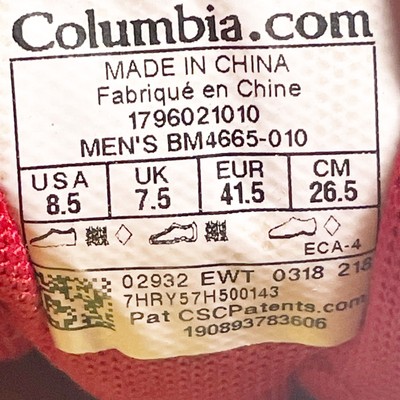 Columbia.com
MADE IN CHINA
Fabriqué en Chine
1796021010
MEN'S BM4665-010
USA UK EUR CM
8.5 7.5 41.5 26.5
ECA-4
02932 EWT 0318 218
7HRY57H500143
Pat CSCPatents.com
190893783606